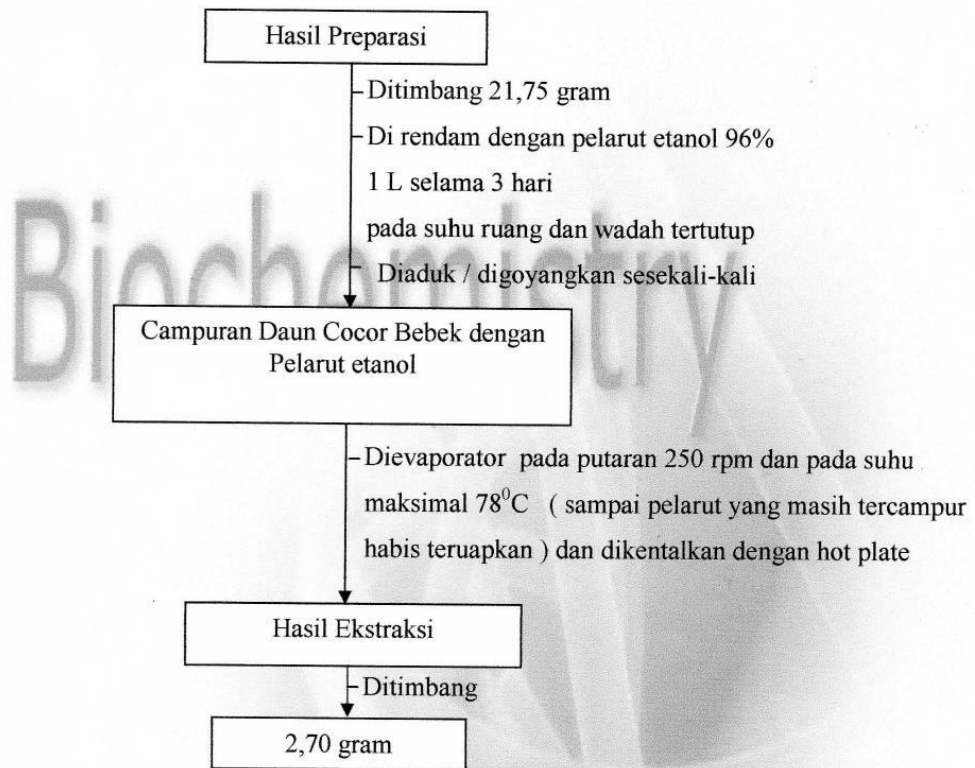 Hasil Preparasi
Ditimbang 21,75 gram
Di rendam dengan pelarut etanol 96%
1 L selama 3 hari
pada suhu ruang dan wadah tertutup
Diaduk / digoyangkan sesekali-kali
Biochemistry
Campuran Daun Cocor Bebek dengan
Pelarut etanol
Dievaporator pada putaran 250 rpm dan pada suhu
maksimal 78⁰C ( sampai pelarut yang masih tercampur
habis teruapkan ) dan dikentalkan dengan hot plate
Hasil Ekstraksi
Ditimbang
2,70 gram